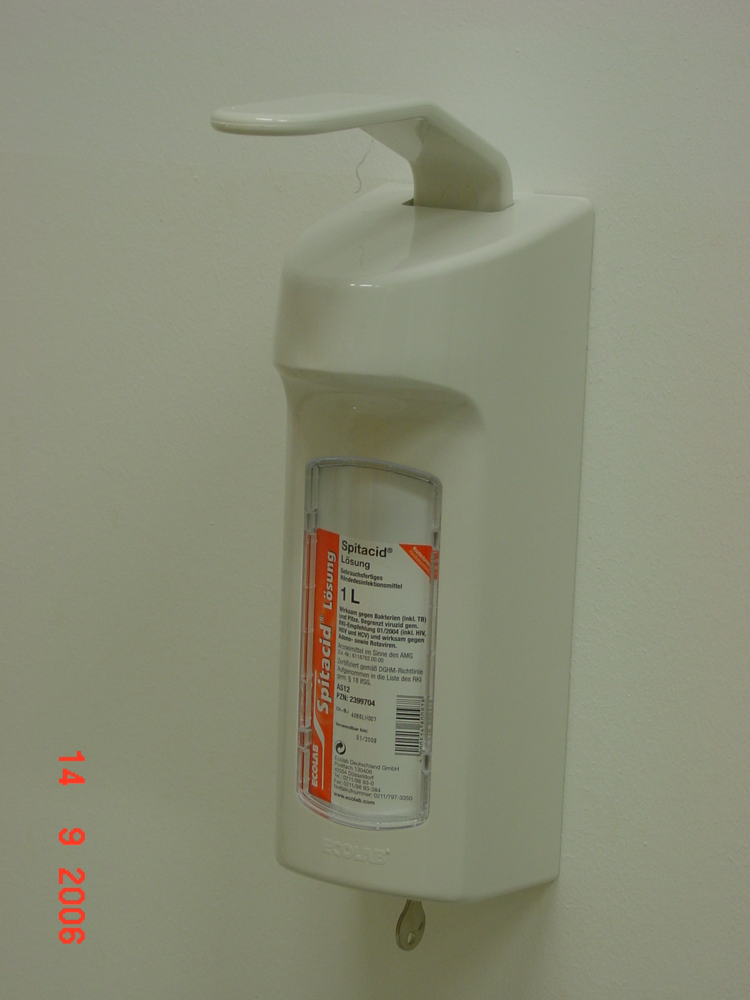 Spitacid® Lösung
ECOLAB
Spitacid®
Lösung
Gebrauchsfertiges
Händedesinfektionsmittel
1 L
Wirksam gegen Bakterien (inkl. TB)
und Pilze. Begrenzt viruzid gem.
RKI-Empfehlung 01/2004 (inkl. HIV,
HBV und HCV) und wirksam gegen
Adeno- sowie Rotaviren.
Arzneimittel im Sinne des AMG
Zul.-Nr.: 6118782.00.00
Zertifiziert gemäß DGHM-Richtlinie
Aufgenommen in die Liste des RKI
gem. § 18 IfSG.
AS12
PZN: 2399704
Ch.-B.: 4066LH007
Verwendbar bis:
01/2009
Ecolab Deutschland GmbH
Postfach 130406
40554 Düsseldorf
Tel.: 0211/98 93-0
Fax: 0211/98 93-384
Notfallrufnummer: 0211/797-3350
www.ecolab.com
ECOLAB
14 9 2006